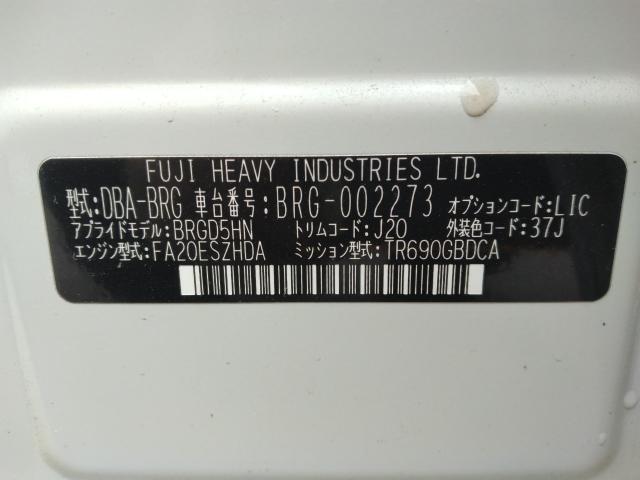 FUJI HEAVY INDUSTRIES LTD.
型式:DBA-BRG 車台番号:BRG-002273 オプションコード:LIC
アプライドモデル:BRGD5HN トリムコード:J20 外装色コード:37J
エンジン型式:FA20ESZHDA ミッション型式:TR690GBDCA